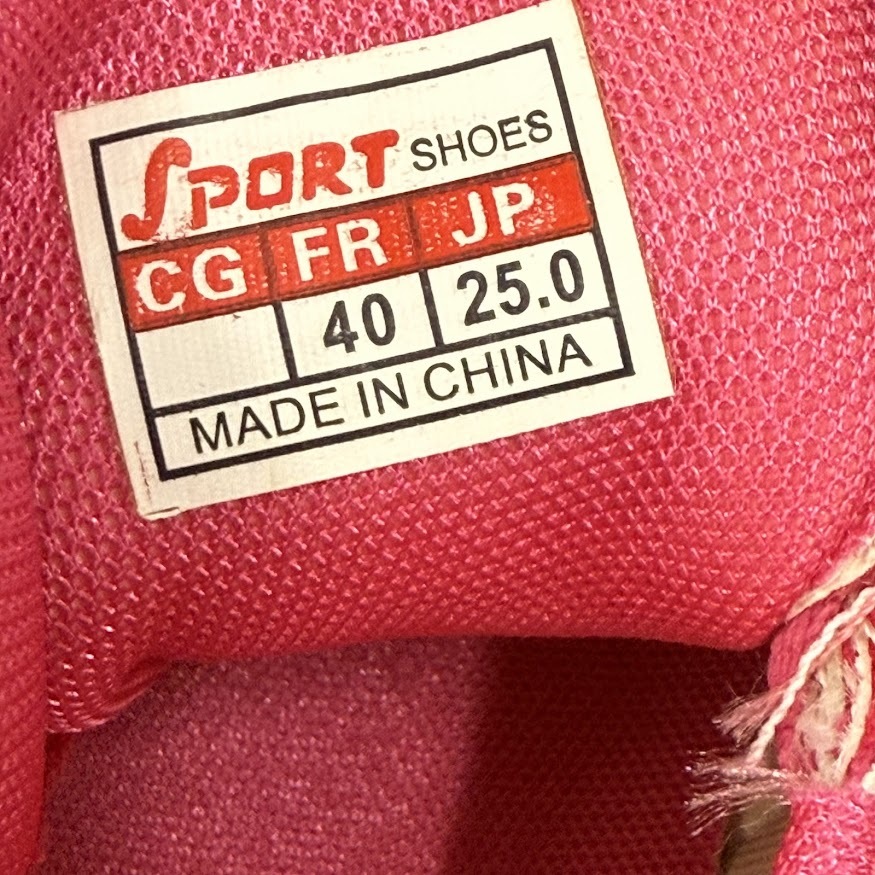 SPORT SHOES
CG FR JP
40 25.0
MADE IN CHINA